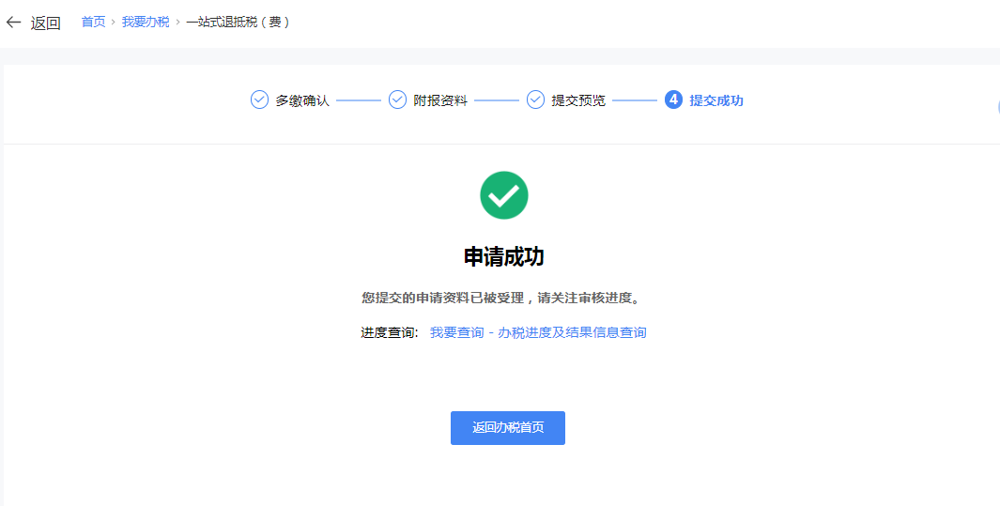 返回 首页 > 我要办税 > 一站式退抵税（费）
多缴确认 附报资料 提交预览 4 提交成功
申请成功
您提交的申请资料已被受理，请关注审核进度。
进度查询: 我要查询 - 办税进度及结果信息查询
返回办税首页